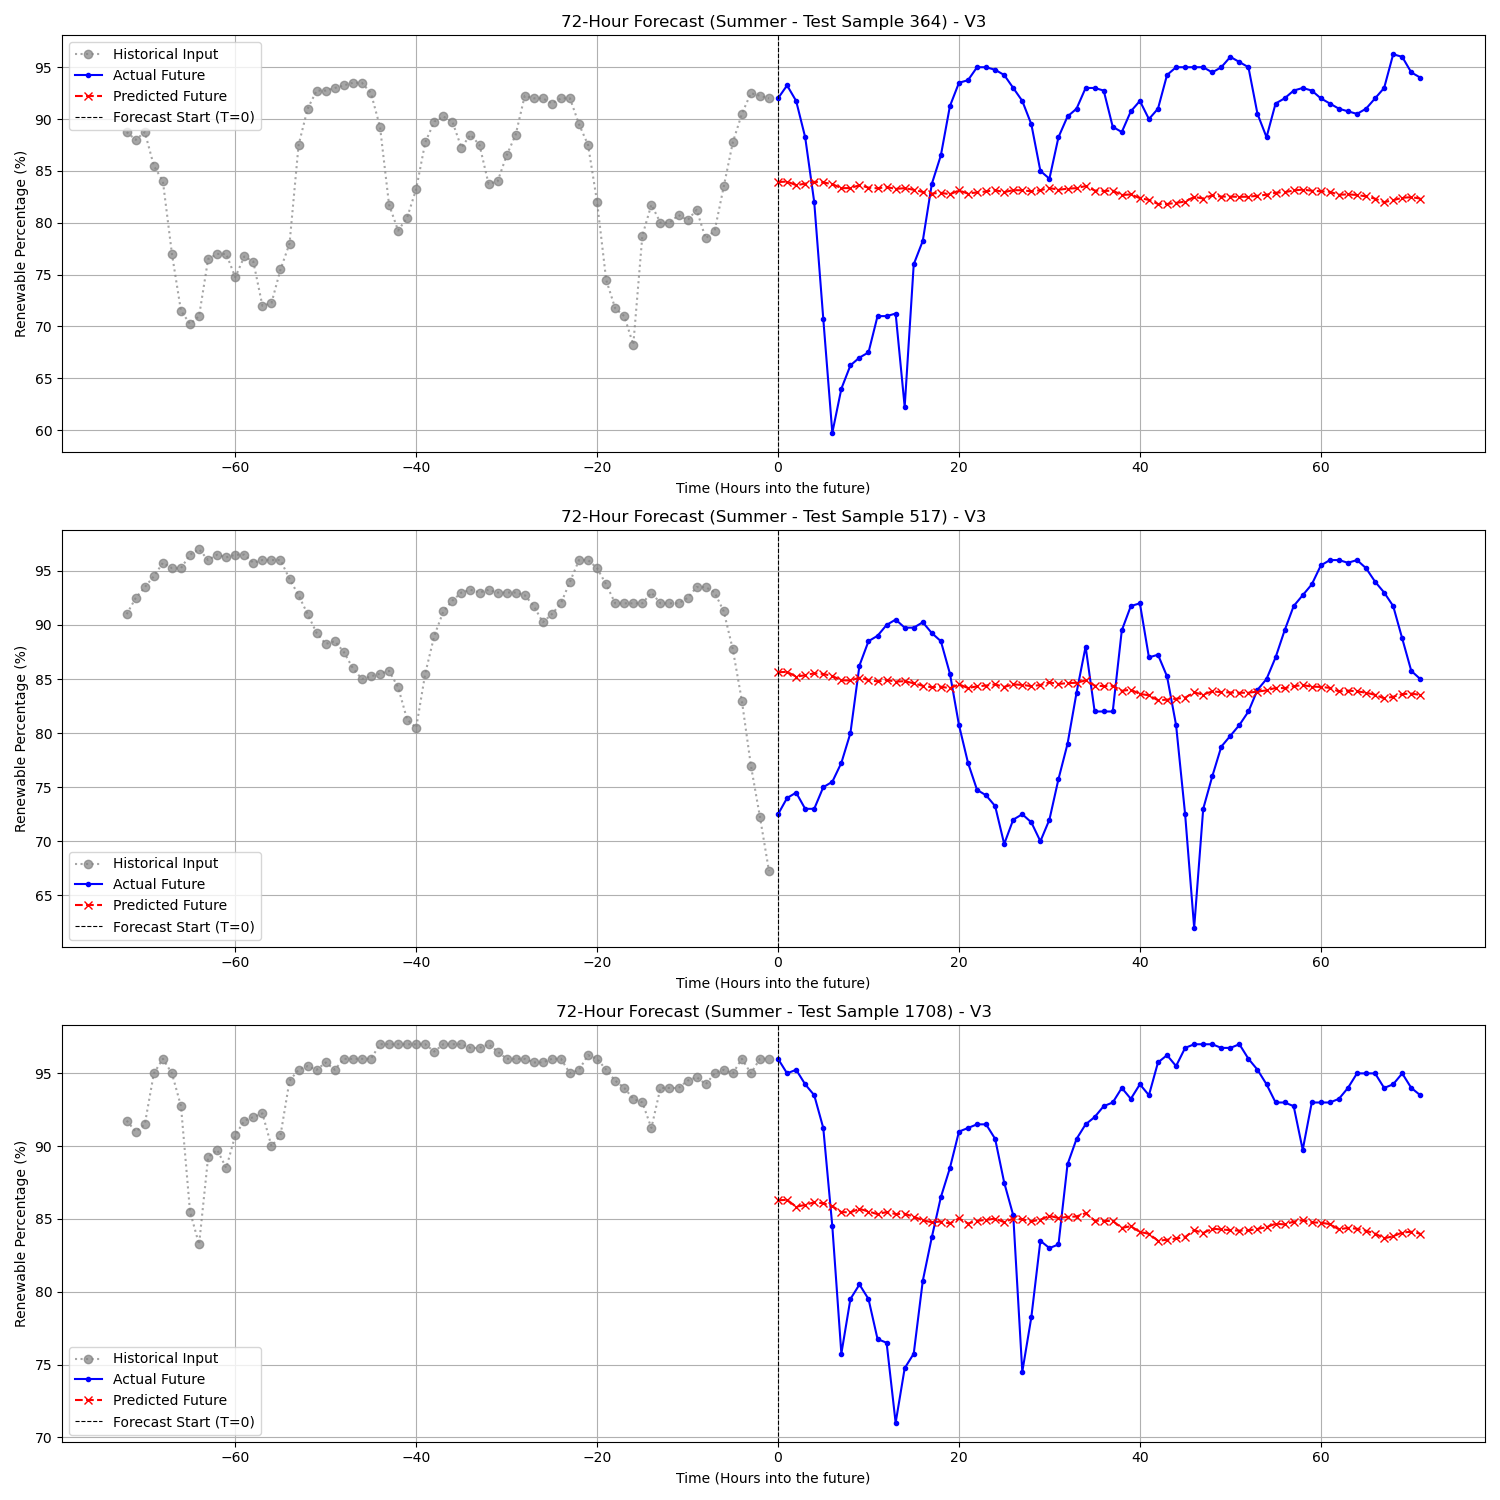 72-Hour Forecast (Summer - Test Sample 364) - V3
Historical Input
Actual Future
Predicted Future
Forecast Start (T=0)
Renewable Percentage (%)
95
90
85
80
75
70
65
60
−60
−40
−20
0
20
40
60
Time (Hours into the future)
72-Hour Forecast (Summer - Test Sample 517) - V3
Renewable Percentage (%)
95
90
85
80
75
70
65
Historical Input
Actual Future
Predicted Future
Forecast Start (T=0)
−60
−40
−20
0
20
40
60
Time (Hours into the future)
72-Hour Forecast (Summer - Test Sample 1708) - V3
Renewable Percentage (%)
95
90
85
80
75
70
Historical Input
Actual Future
Predicted Future
Forecast Start (T=0)
−60
−40
−20
0
20
40
60
Time (Hours into the future)